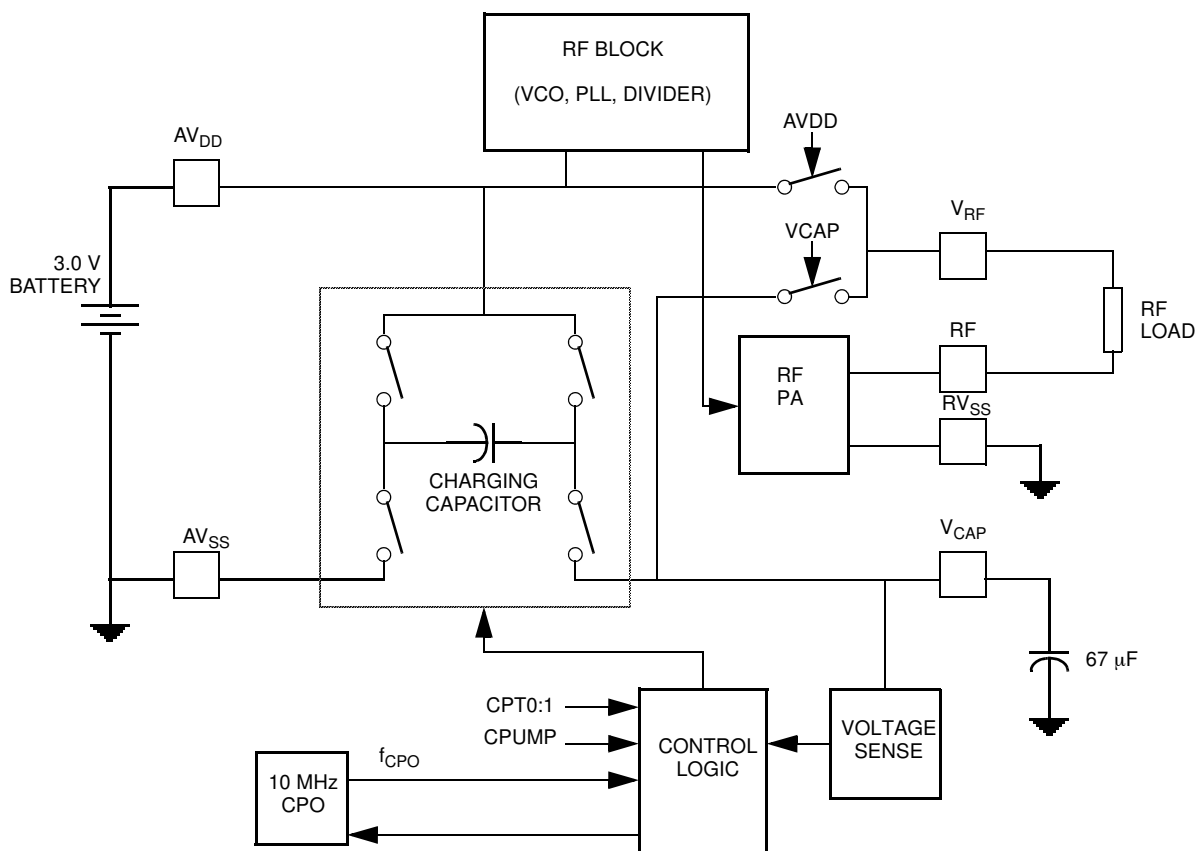 RF BLOCK
(VCO, PLL, DIVIDER)
AVDD
AVDD
3.0 V
BATTERY
VCAP
VRF
RF
LOAD
RF
PA
RF
RVSS
CHARGING
CAPACITOR
AVSS
VCAP
67 μF
CPT0:1
CPUMP
fCPO
10 MHz
CPO
CONTROL
LOGIC
VOLTAGE
SENSE